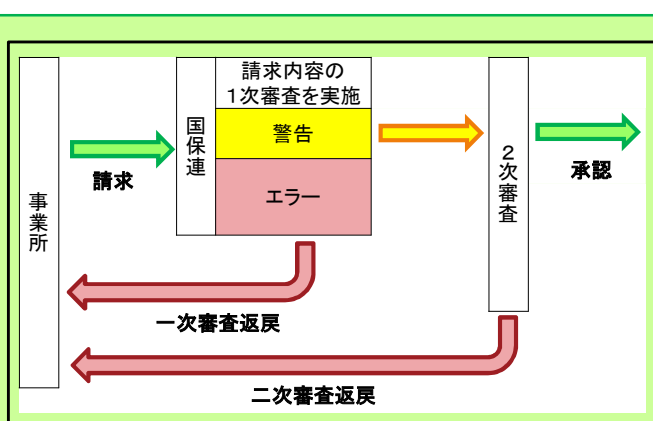 事業所
請求
国保連
請求内容の
1次審査を実施
警告
エラー
2次審査
承認
一次審査返戻
二次審査返戻